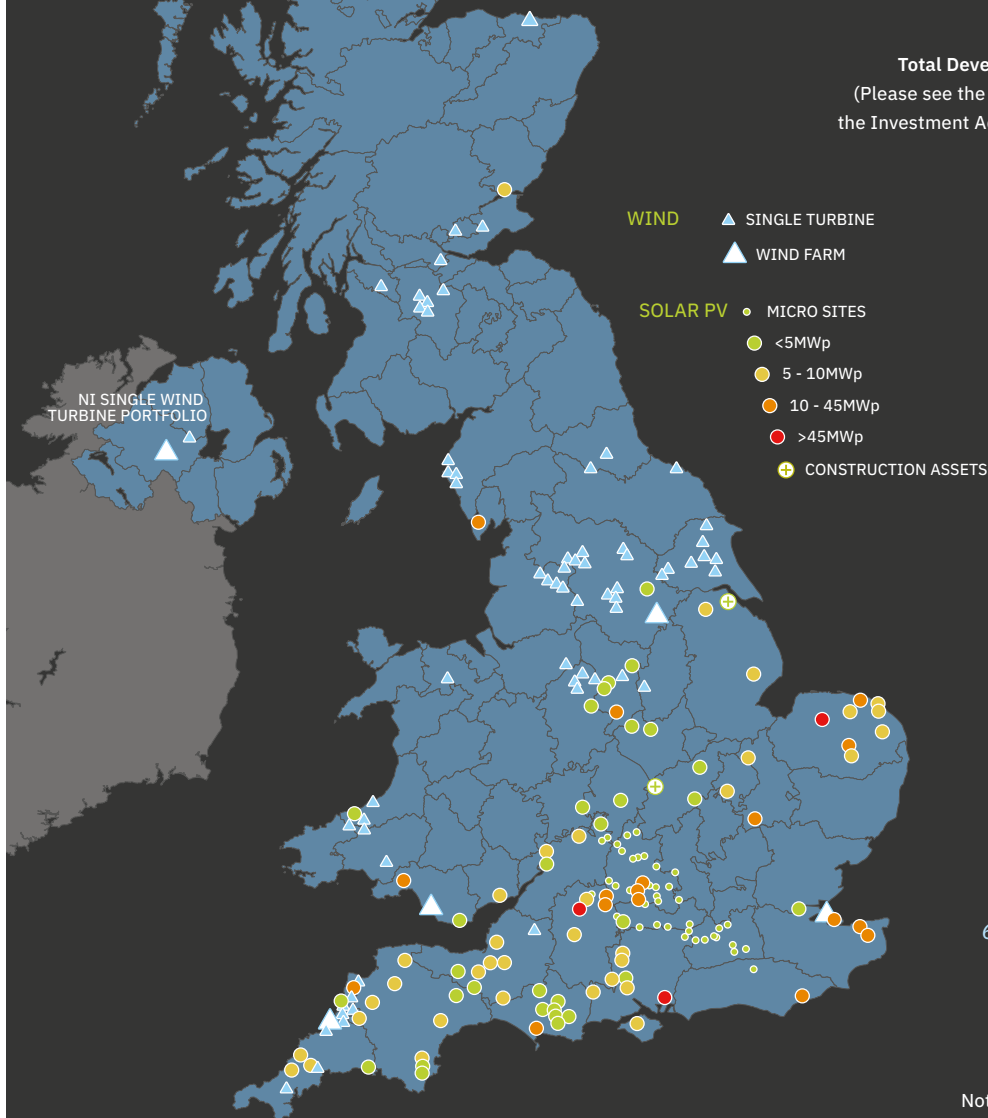 Total Deve
(Please see the
the Investment A
WIND
SINGLE TURBINE
WIND FARM
SOLAR PV
MICRO SITES
<5MWp
5 - 10MWp
10 - 45MWp
>45MWp
CONSTRUCTION ASSETS
NI SINGLE WIND
TURBINE PORTFOLIO
6
Not